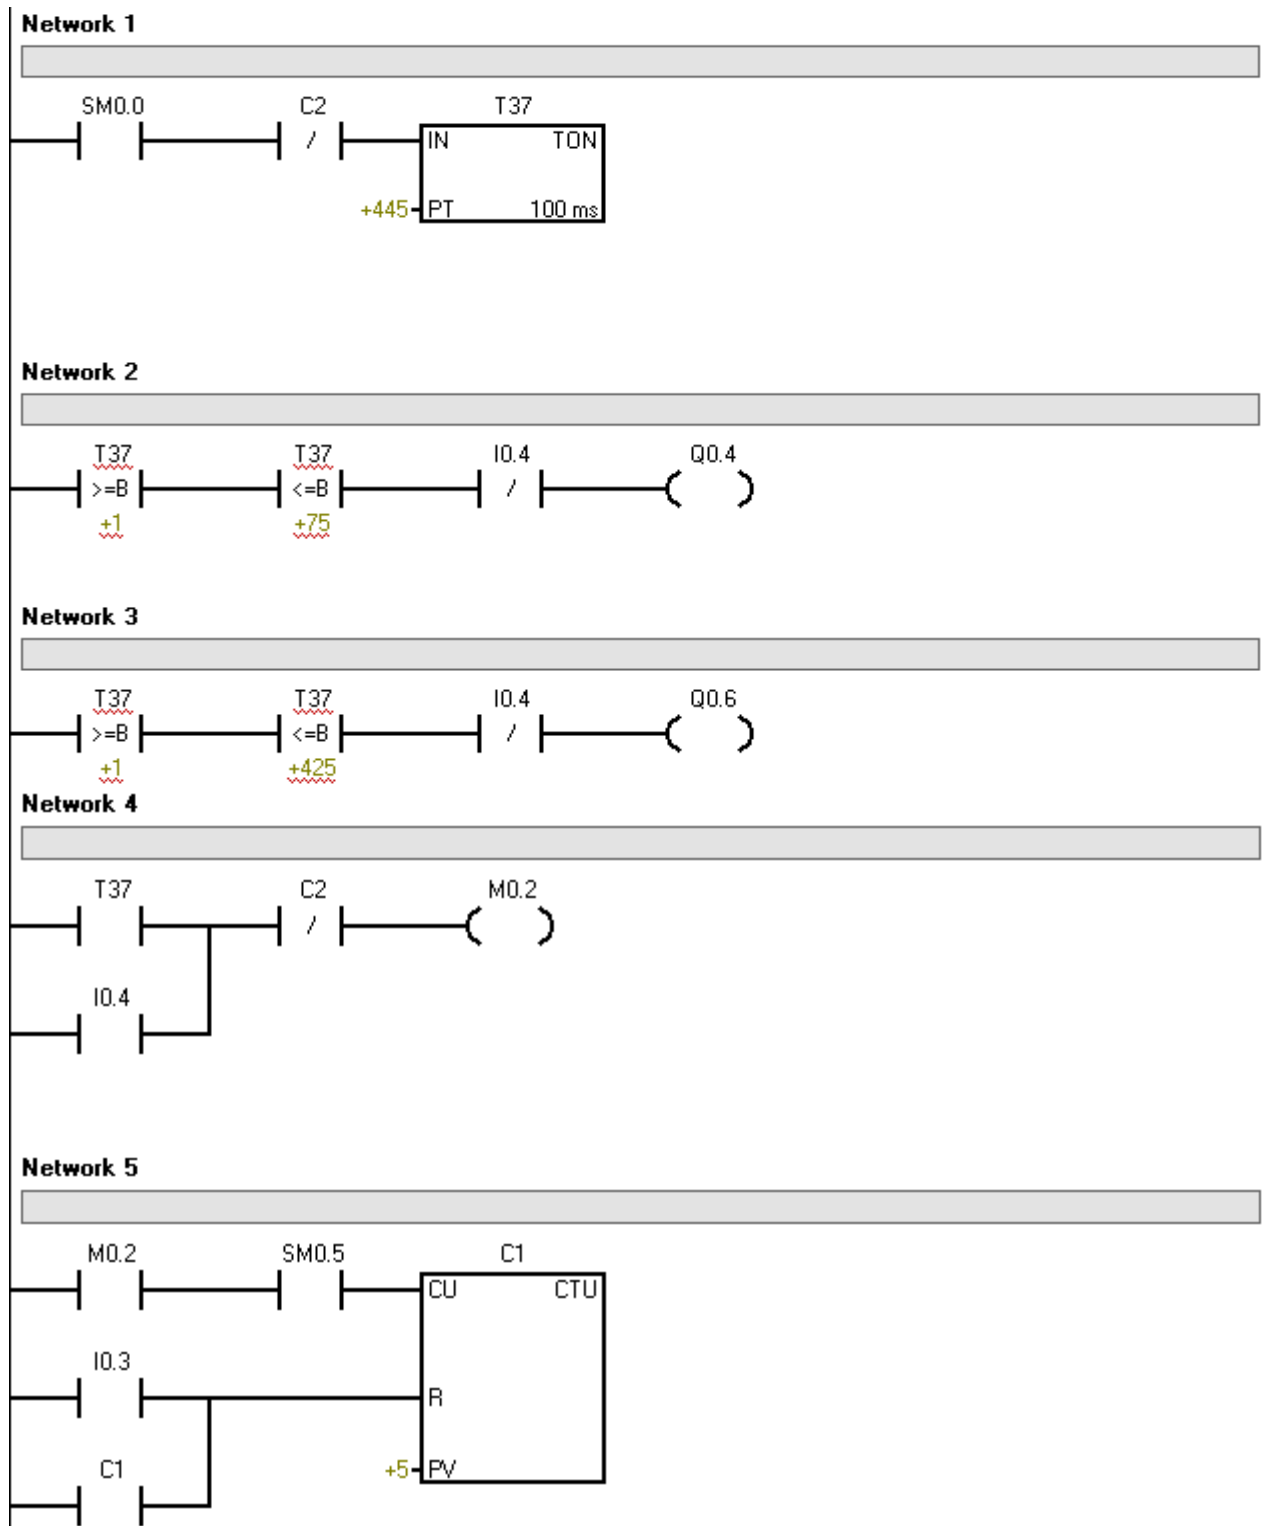 Network 1
SM0.0 C2 T37
/ IN TON
+445 PT 100 ms
Network 2
T37 T37 I0.4 Q0.4
>=B <=B /
+1 +75
Network 3
T37 T37 I0.4 Q0.6
>=B <=B /
+1 +425
Network 4
T37 C2 M0.2
/
I0.4
Network 5
M0.2 SM0.5 C1
CU CTU
I0.3
R
C1 +5 PV